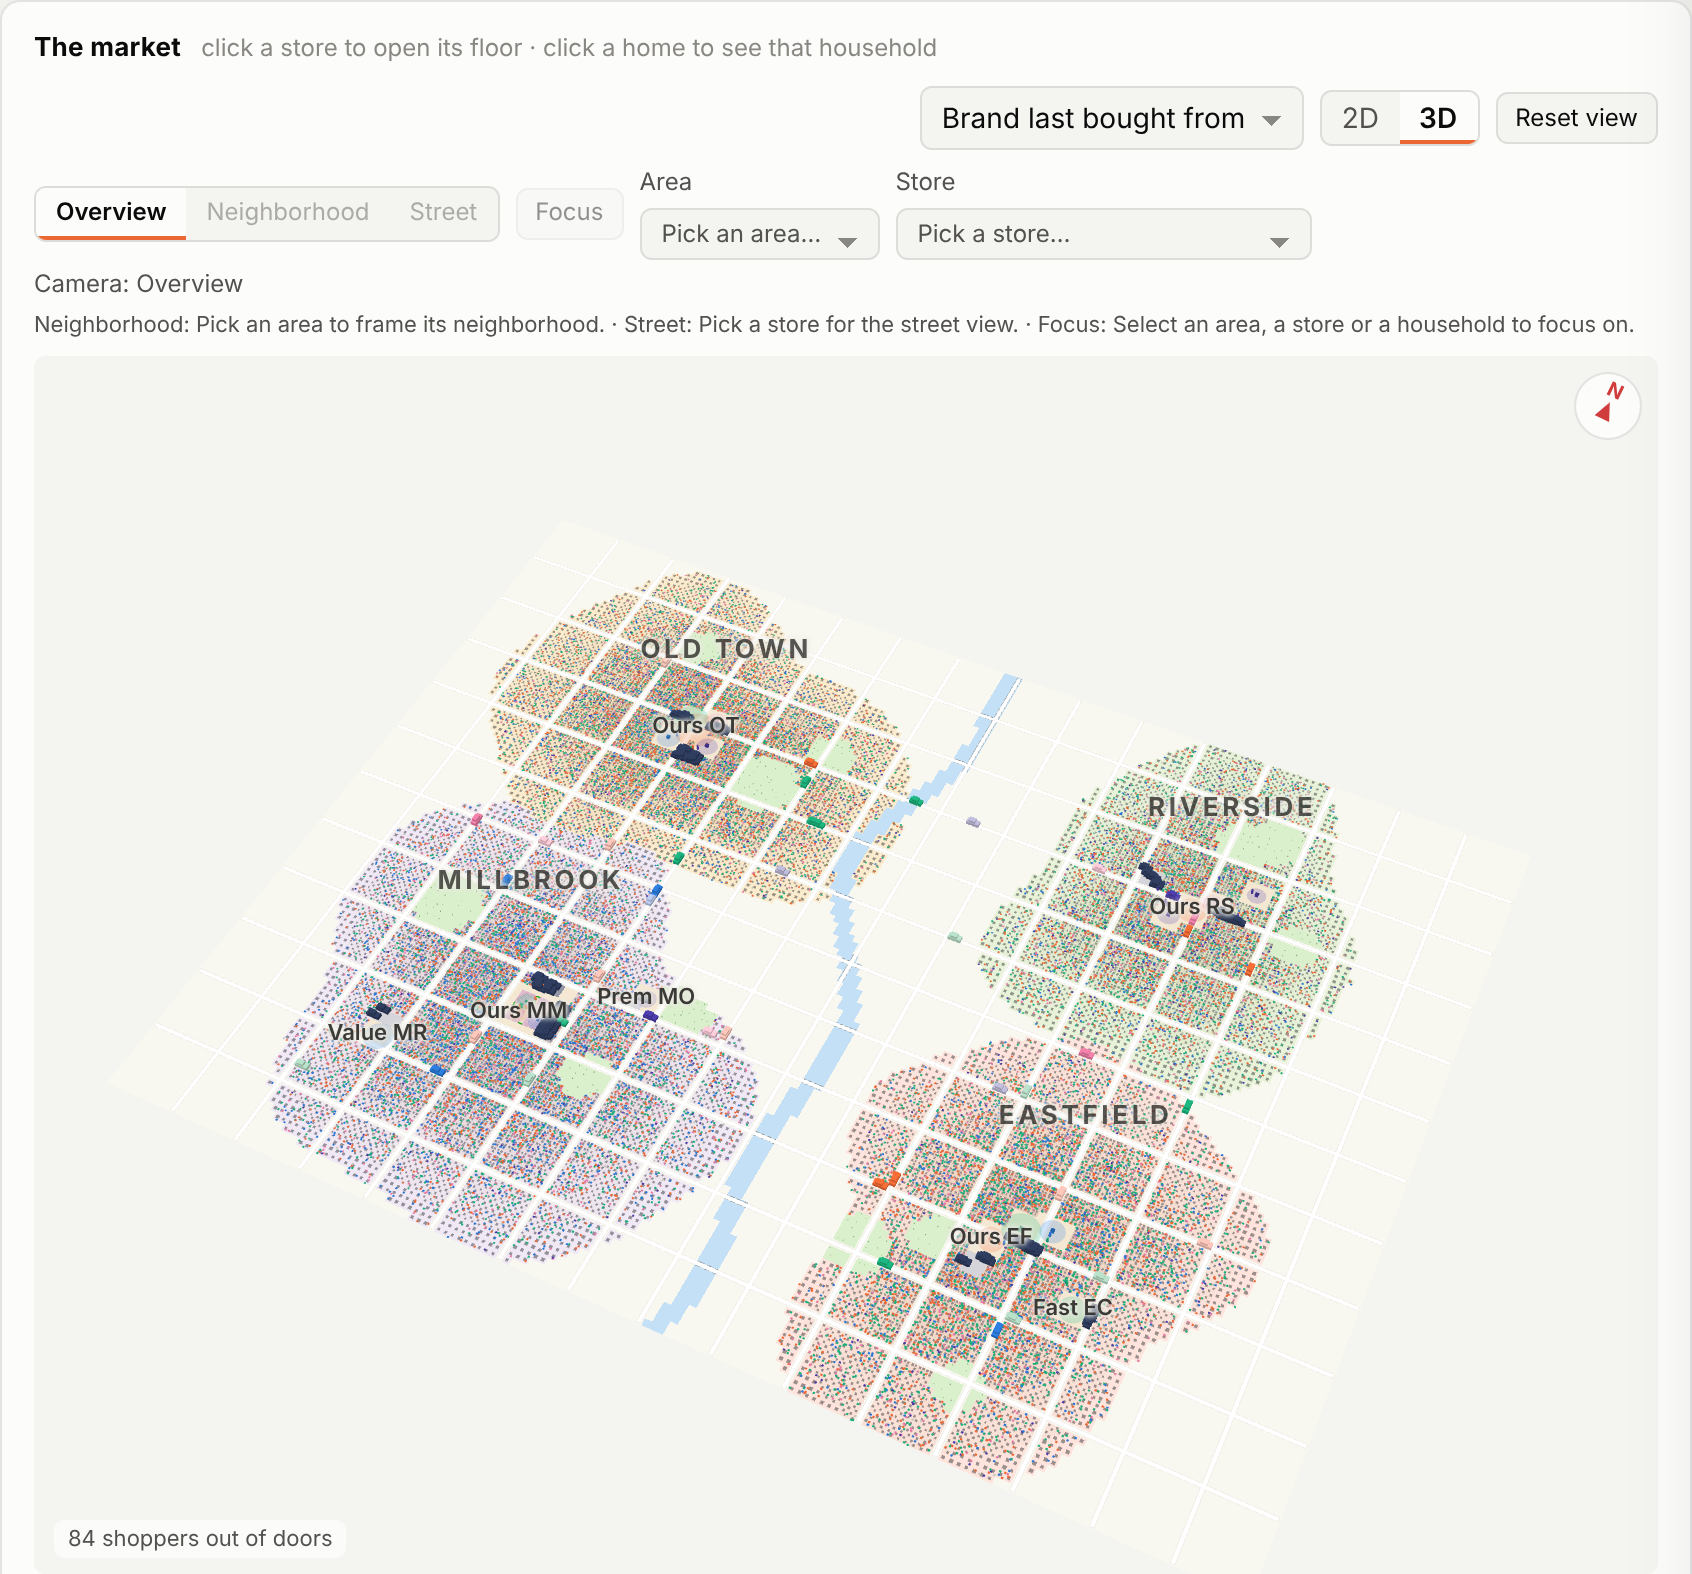 The market click a store to open its floor · click a home to see that household
Brand last bought from 2D 3D Reset view
Area Store
Overview Neighborhood Street Focus Pick an area... Pick a store...
Camera: Overview
Neighborhood: Pick an area to frame its neighborhood. · Street: Pick a store for the street view. · Focus: Select an area, a store or a household to focus on.
N
OLD TOWN
Ours OT
RIVERSIDE
MILLBROOK
Ours RS
Prem MO
Ours MM
Value MR
EASTFIELD
Ours EF
Fast EC
84 shoppers out of doors